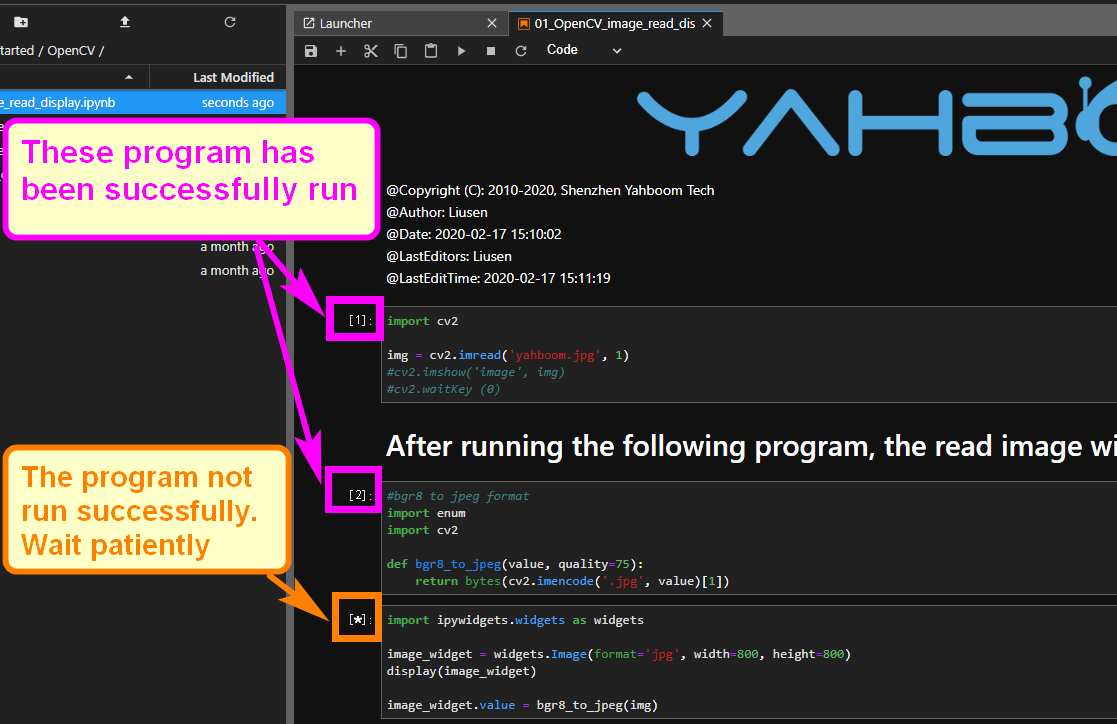 Launcher
01_OpenCV_image_read_dis
tarted / OpenCV /
Code
Last Modified
e_read_display.ipynb
seconds ago
These program has
been successfully run
a month ago
a month ago
YAHB
@Copyright (C): 2010-2020, Shenzhen Yahboom Tech
@Author: Liusen
@Date: 2020-02-17 15:10:02
@LastEditors: Liusen
@LastEditTime: 2020-02-17 15:11:19
[1]:
import cv2
img = cv2.imread('yahboom.jpg', 1)
#cv2.imshow('image', img)
#cv2.waitKey (0)
After running the following program, the read image wi
The program not
run successfully.
Wait patiently
[2]:
#bgr8 to jpeg format
import enum
import cv2
def bgr8_to_jpeg(value, quality=75):
return bytes(cv2.imencode('.jpg', value)[1])
[*]:
import ipywidgets.widgets as widgets
image_widget = widgets.Image(format='jpg', width=800, height=800)
display(image_widget)
image_widget.value = bgr8_to_jpeg(img)